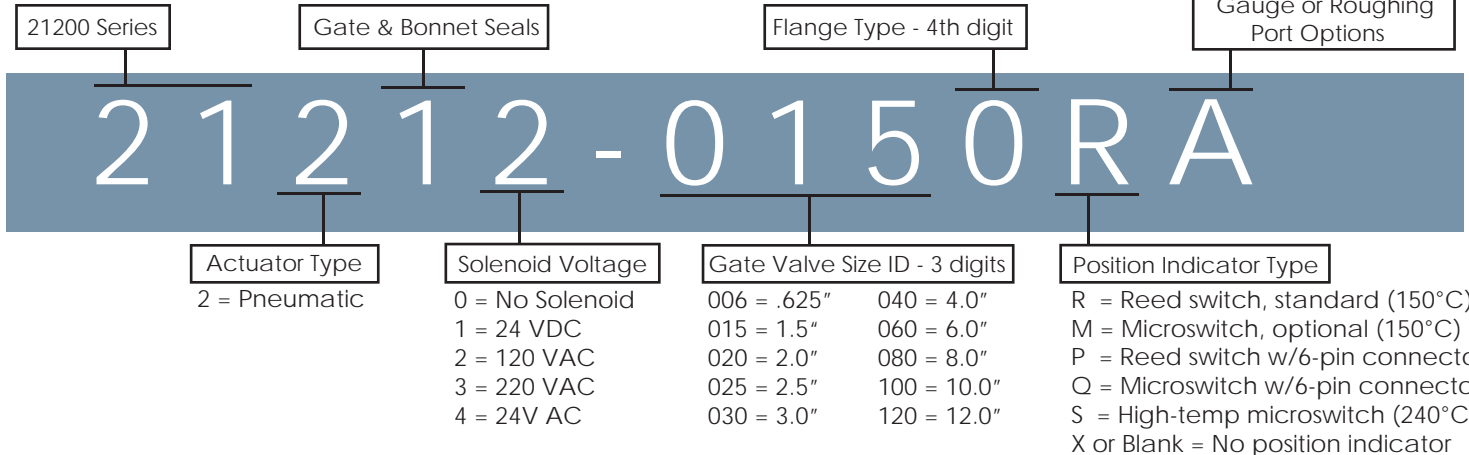 Gauge or Roughing
Port Options
21200 Series
Gate & Bonnet Seals
Flange Type - 4th digit
21212-0150RA
Actuator Type
2 = Pneumatic
Solenoid Voltage
0 = No Solenoid
1 = 24 VDC
2 = 120 VAC
3 = 220 VAC
4 = 24V AC
Gate Valve Size ID - 3 digits
006 = .625" 040 = 4.0"
015 = 1.5" 060 = 6.0"
020 = 2.0" 080 = 8.0"
025 = 2.5" 100 = 10.0"
030 = 3.0" 120 = 12.0"
Position Indicator Type
R = Reed switch, standard (150°C)
M = Microswitch, optional (150°C)
P = Reed switch w/6-pin
Q = Microswitch w/6-pin
S = High-temp microswitch (240°C
X or Blank = No position indicator